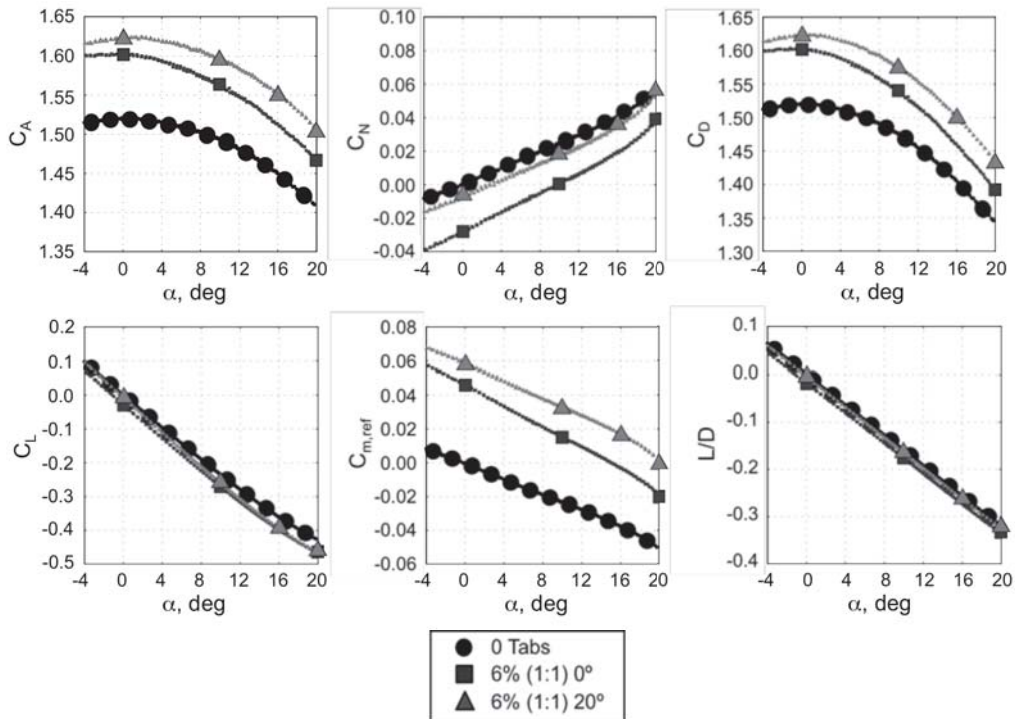 1.65
1.60
1.55
1.50
1.45
1.40
1.35
C_A
-4 0 4 8 12 16 20
α, deg
0.10
0.08
0.06
0.04
0.02
0.00
-0.02
-0.04
C_N
-4 0 4 8 12 16 20
α, deg
1.65
1.60
1.55
1.50
1.45
1.40
1.35
1.30
C_D
-4 0 4 8 12 16 20
α, deg
0.2
0.1
0.0
-0.1
-0.2
-0.3
-0.4
-0.5
C_L
-4 0 4 8 12 16 20
α, deg
0.08
0.06
0.04
0.02
0.00
-0.02
-0.04
-0.06
C_m,ref
-4 0 4 8 12 16 20
α, deg
0.1
0.0
-0.1
-0.2
-0.3
-0.4
L/D
-4 0 4 8 12 16 20
α, deg
0 Tabs
6% (1:1) 0º
6% (1:1) 20º